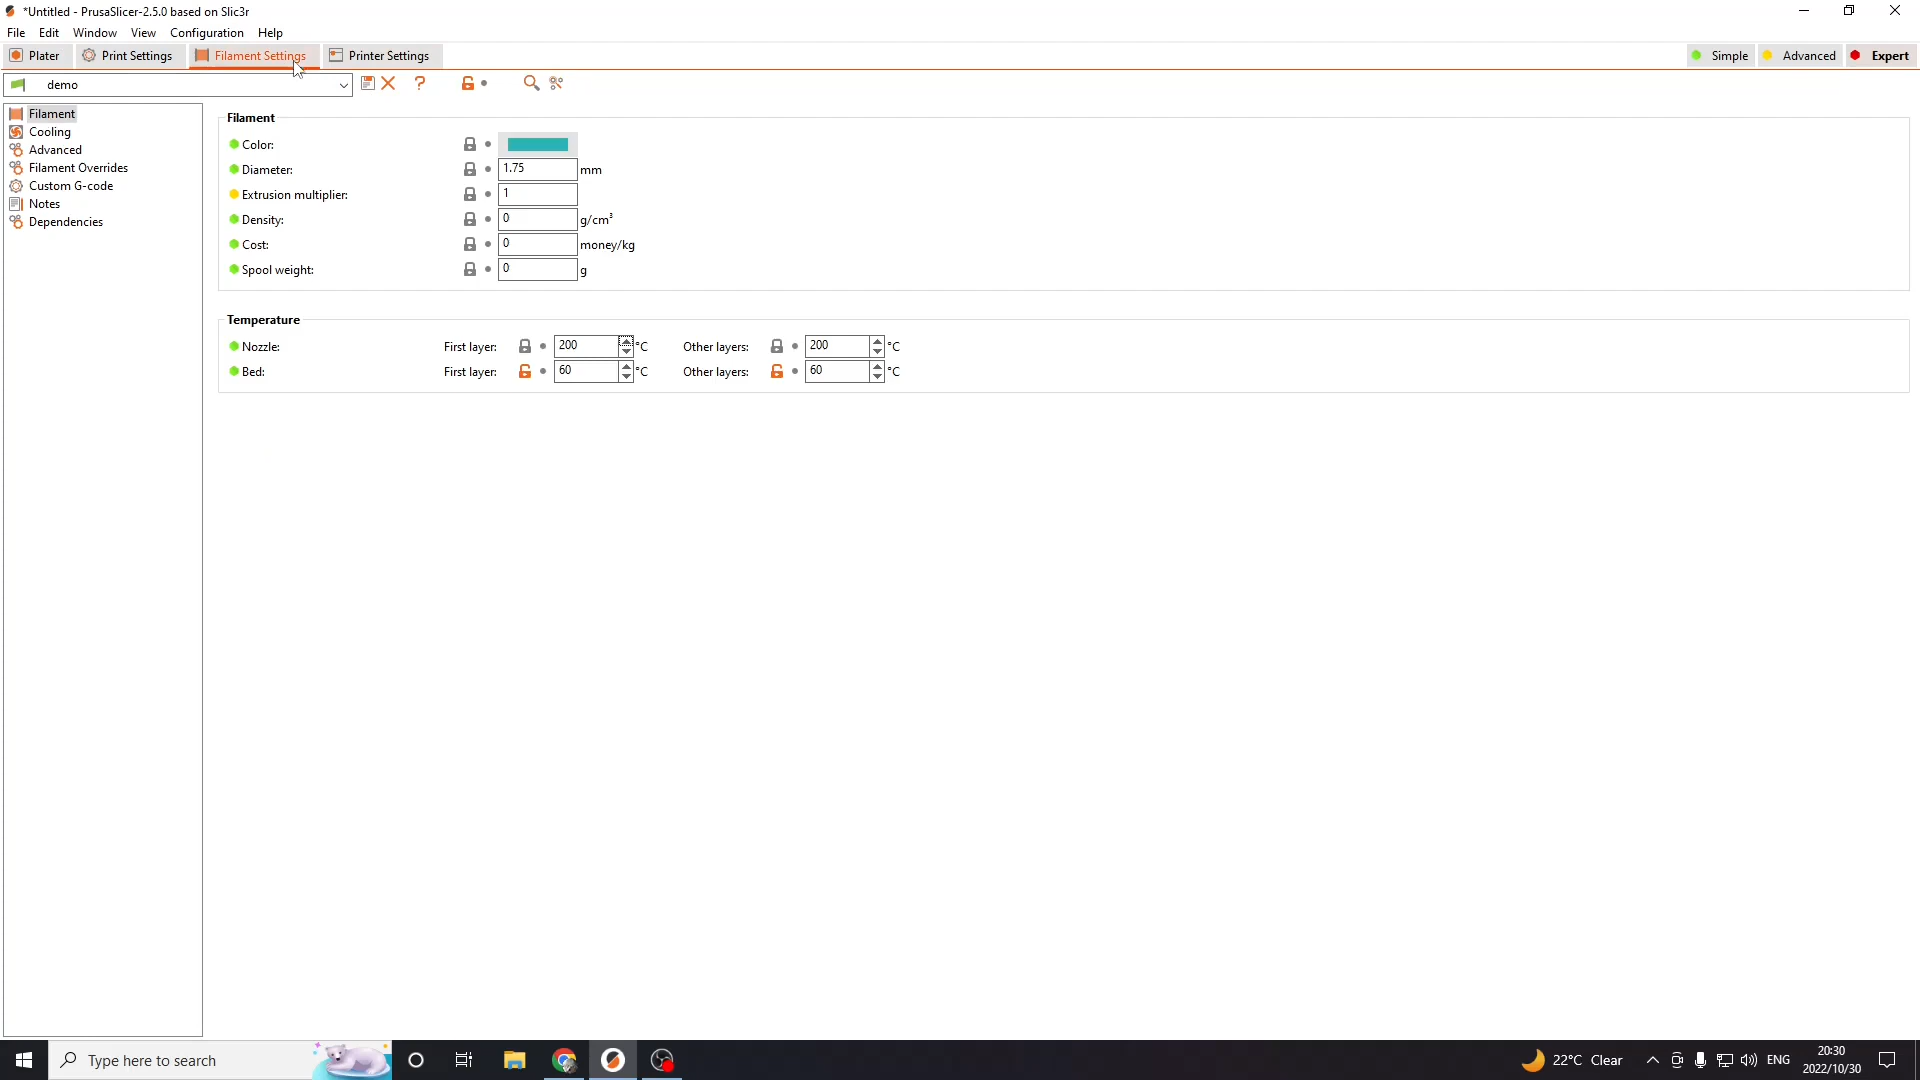 *Untitled - PrusaSlicer-2.5.0 based on Slic3r
File Edit Window View Configuration Help
Plater Print Settings Filament Settings Printer Settings Simple Advanced Expert
demo ?
Filament
Cooling
Advanced
Filament Overrides
Custom G-code
Notes
Dependencies
Filament
Color:
Diameter: 1.75 mm
Extrusion multiplier: 1
Density: 0 g/cm³
Cost: 0 money/kg
Spool weight: 0 g
Temperature
Nozzle: First layer: 200 °C Other layers: 200 °C
Bed: First layer: 60 °C Other layers: 60 °C
Type here to search 22°C Clear ENG 20:30
2022/10/30